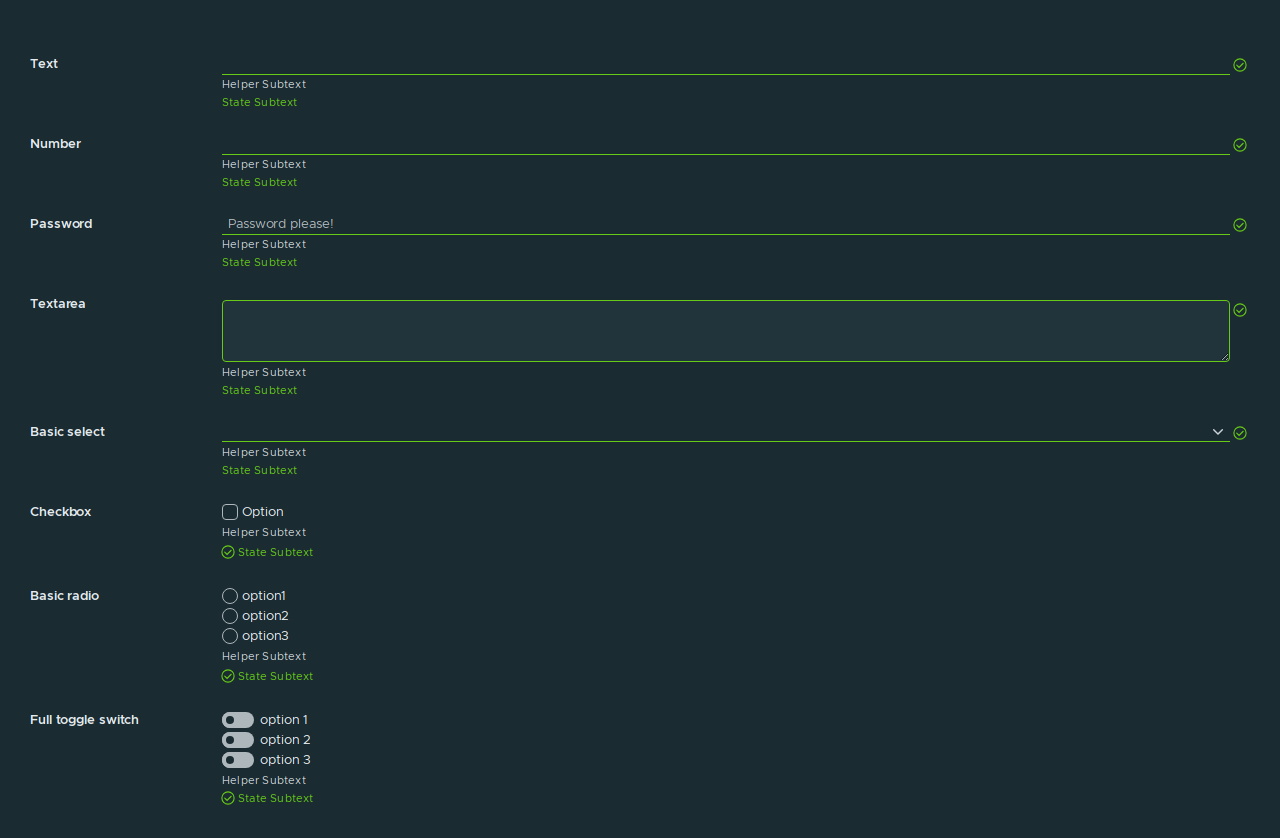 Text
Helper Subtext
State Subtext
Number
Helper Subtext
State Subtext
Password
Password please!
Helper Subtext
State Subtext
Textarea
Helper Subtext
State Subtext
Basic select
Helper Subtext
State Subtext
Checkbox
Option
Helper Subtext
State Subtext
Basic radio
option1
option2
option3
Helper Subtext
State Subtext
Full toggle switch
option 1
option 2
option 3
Helper Subtext
State Subtext